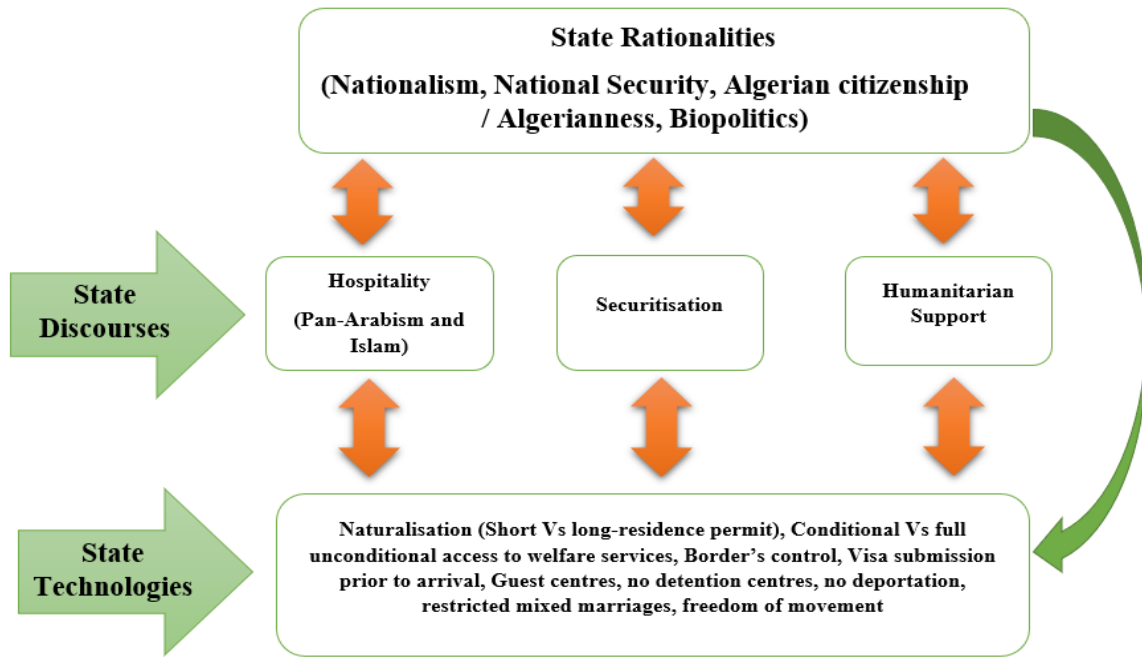 State Rationalities
(Nationalism, National Security, Algerian citizenship
/ Algerianness, Biopolitics)
State
Discourses
Hospitality
(Pan-Arabism and
Islam)
Securitisation
Humanitarian
Support
State
Technologies
Naturalisation (Short Vs long-residence permit), Conditional Vs full
unconditional access to welfare services, Border’s control, Visa submission
prior to arrival, Guest centres, no detention centres, no deportation,
restricted mixed marriages, freedom of movement